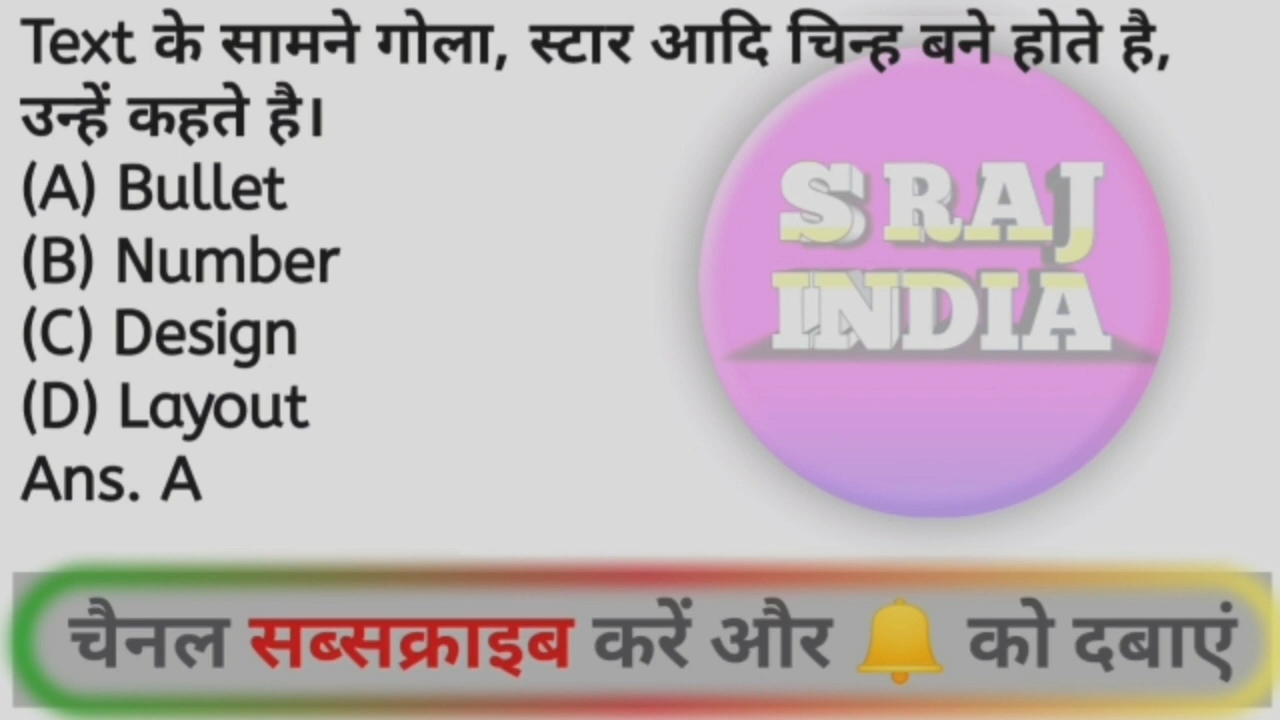 Text के सामने गोला, स्टार आदि चिन्ह बने होते है,
उन्हें कहते है।
(A) Bullet
(B) Number
(C) Design
(D) Layout
Ans. A
S RAJ
INDIA
चैनल सब्सक्राइब करें और 🔔 को दबाएं